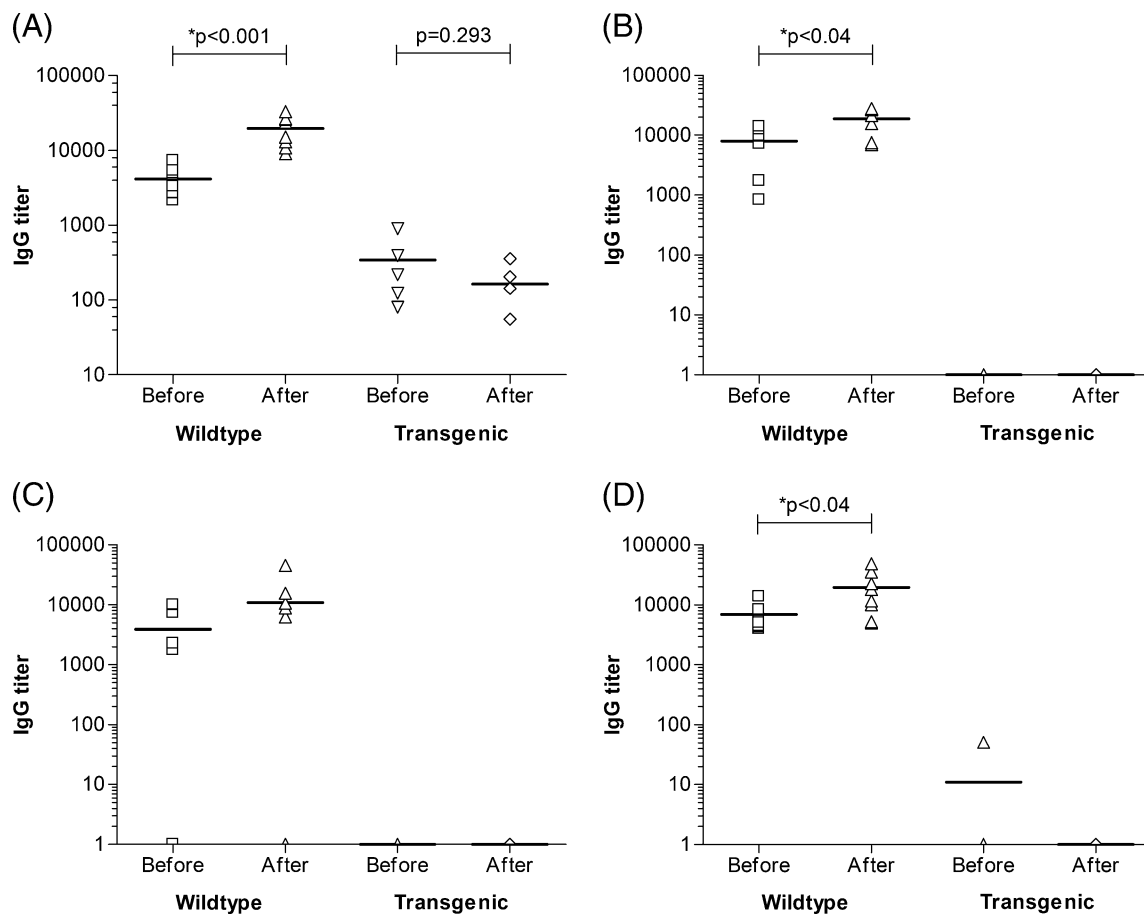 (A)
*p<0.001
p=0.293
100000
10000
1000
100
10
IgG titer
Before
After
Before
After
Wildtype
Transgenic
(B)
*p<0.04
100000
10000
1000
100
10
1
IgG titer
Before
After
Before
After
Wildtype
Transgenic
(C)
100000
10000
1000
100
10
1
IgG titer
Before
After
Before
After
Wildtype
Transgenic
(D)
*p<0.04
100000
10000
1000
100
10
1
IgG titer
Before
After
Before
After
Wildtype
Transgenic